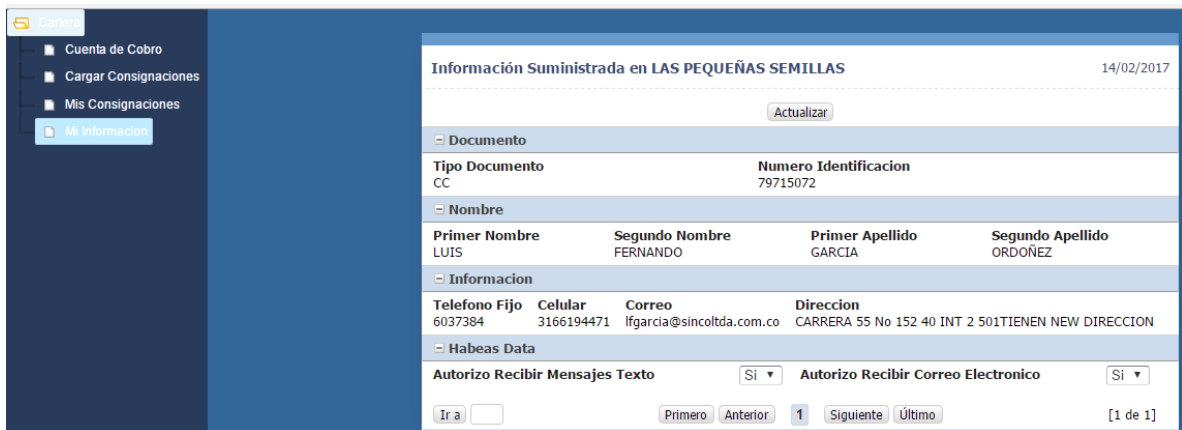 Cartera
Cuenta de Cobro
Cargar Consignaciones
Mis Consignaciones
Mi Informacion
Información Suministrada en LAS PEQUEÑAS SEMILLAS 14/02/2017
Actualizar
Documento
Tipo Documento Numero Identificacion
CC 79715072
Nombre
Primer Nombre Segundo Nombre Primer Apellido Segundo Apellido
LUIS FERNANDO GARCIA ORDOÑEZ
Informacion
Telefono Fijo Celular Correo Direccion
6037384 3166194471 lfgarcia@sincoltda.com.co CARRERA 55 No 152 40 INT 2 501TIENEN NEW DIRECCION
Habeas Data
Autorizo Recibir Mensajes Texto Si Autorizo Recibir Correo Electronico Si
Ir a Primero Anterior 1 Siguiente Último [1 de 1]